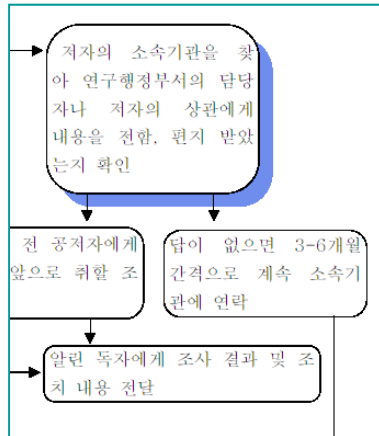 저자의 소속기관을 찾
아 연구행정부서의 담당
자나 저자의 상관에게
내용을 전함, 편지 받았
는지 확인
전 공저자에게
앞으로 취할 조
답이 없으면 3-6개월
간격으로 계속 소속기
관에 연락
알린 독자에게 조사 결과 및 조
치 내용 전달